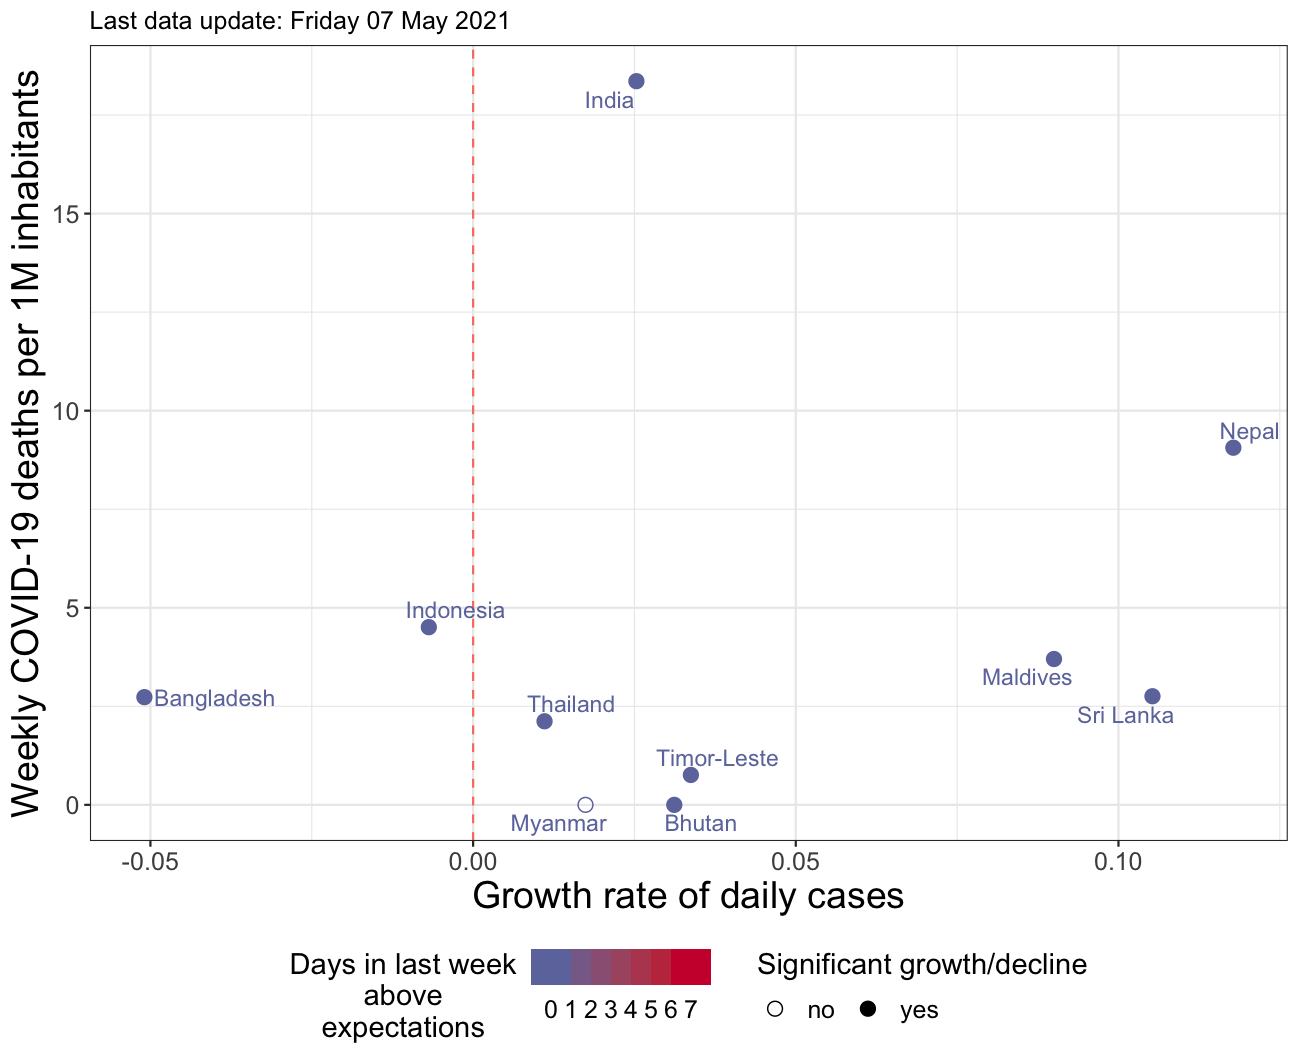 Last data update: Friday 07 May 2021
Weekly COVID-19 deaths per 1M inhabitants
15
10
5
0
India
Nepal
Indonesia
Maldives
Bangladesh
Thailand
Sri Lanka
Timor-Leste
Myanmar
Bhutan
-0.05
0.00
0.05
0.10
Growth rate of daily cases
Days in last week
above
expectations
0 1 2 3 4 5 6 7
Significant growth/decline
no
yes